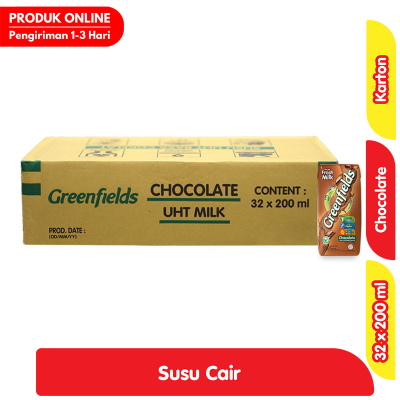 PRODUK ONLINE
Pengiriman 1-3 Hari
Karton
Chocolate
32 x 200 ml
Greenfields
CHOCOLATE
UHT MILK
CONTENT :
32 x 200 ml
PROD. DATE :
(DD/MM/YY)
Fresh
Milk
Greenfields
Chocolate
Susu Cair